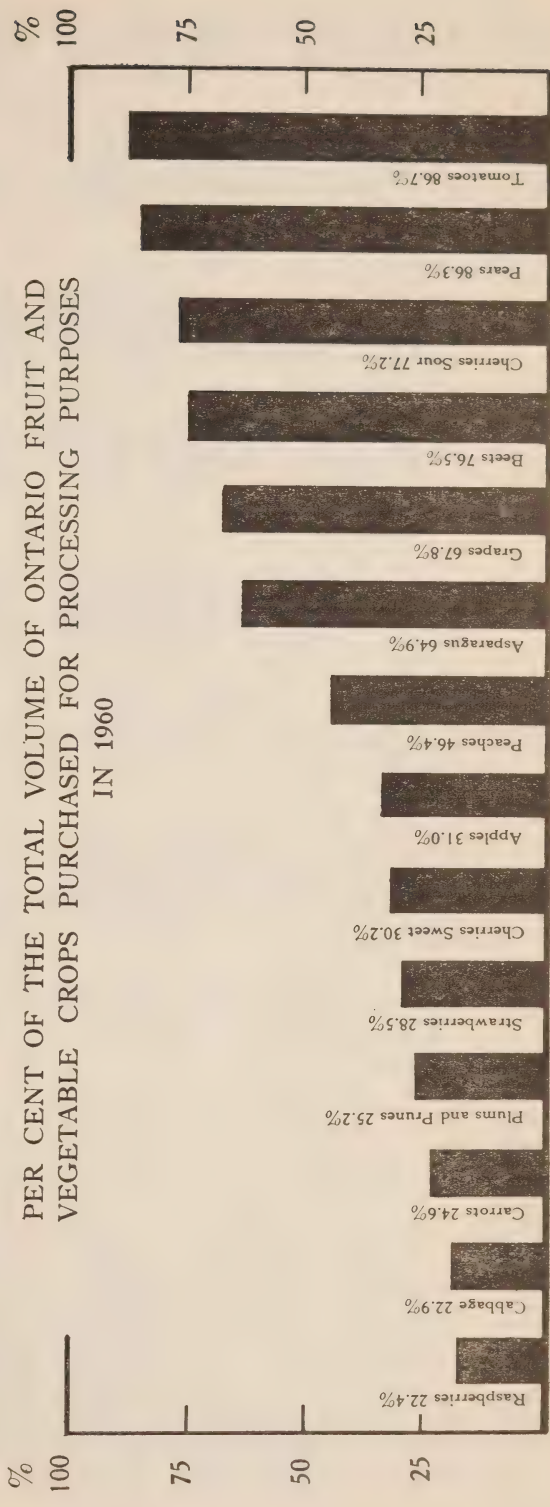 PER CENT OF THE TOTAL VOLUME OF ONTARIO FRUIT AND
VEGETABLE CROPS PURCHASED FOR PROCESSING PURPOSES
IN 1960
%
100
75
50
25
Raspberries 22.4%
Cabbage 22.9%
Carrots 24.6%
Plums and Prunes 25.2%
Strawberries 28.5%
Cherries Sweet 30.2%
Apples 31.0%
Peaches 46.4%
Asparagus 64.9%
Grapes 67.8%
Beets 76.5%
Cherries Sour 77.2%
Pears 86.3%
Tomatoes 86.7%
%
100
75
50
25